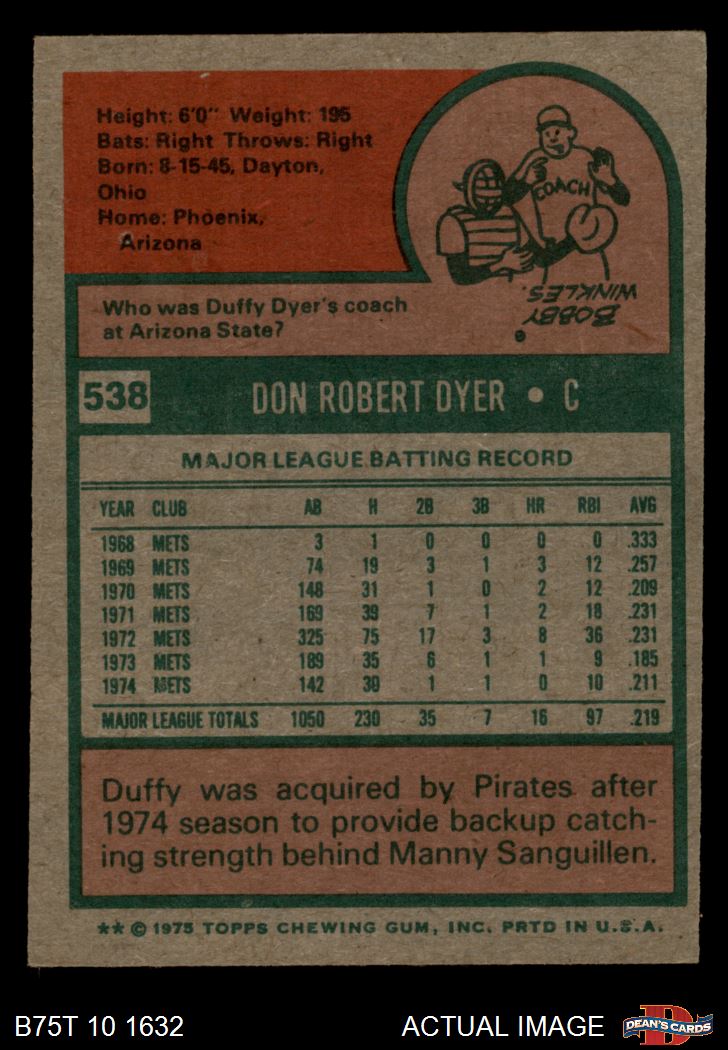 Height: 6'0" Weight: 195
Bats: Right Throws: Right
Born: 8-15-45, Dayton,
Ohio
Home: Phoenix,
Arizona
COACH
Who was Duffy Dyer's coach
at Arizona State?
BOBBY
WINKLES.
538 DON ROBERT DYER • C
MAJOR LEAGUE BATTING RECORD
YEAR CLUB AB H 2B 3B HR RBI AVG
1968 METS 3 1 0 0 0 0 .333
1969 METS 74 19 3 1 3 12 .257
1970 METS 148 31 1 0 2 12 .209
1971 METS 169 39 7 1 2 18 .231
1972 METS 325 75 17 3 8 36 .231
1973 METS 189 35 6 1 1 9 .185
1974 METS 142 30 1 1 0 10 .211
MAJOR LEAGUE TOTALS 1050 230 35 7 16 97 .219
Duffy was acquired by Pirates after
1974 season to provide backup catch-
ing strength behind Manny Sanguillen.
** © 1975 TOPPS CHEWING GUM, INC. PRTD IN U.S.A.
B75T 10 1632 ACTUAL IMAGE
D
DEAN'S CARDS